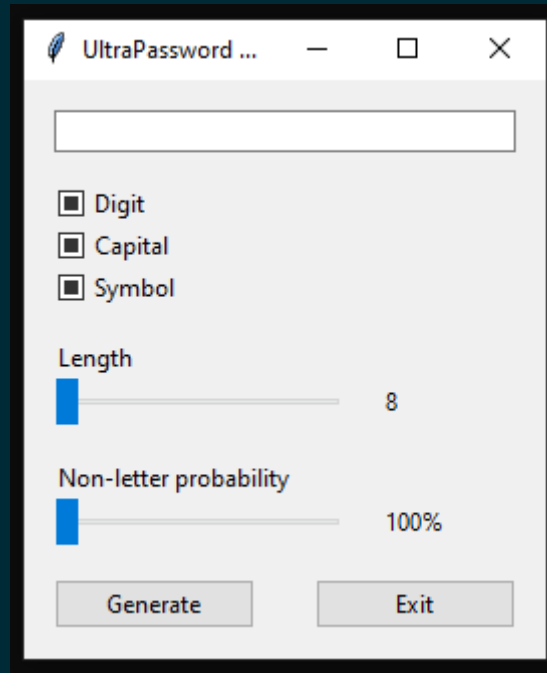 UltraPassword ...
Digit
Capital
Symbol
Length
8
Non-letter probability
100%
Generate Exit